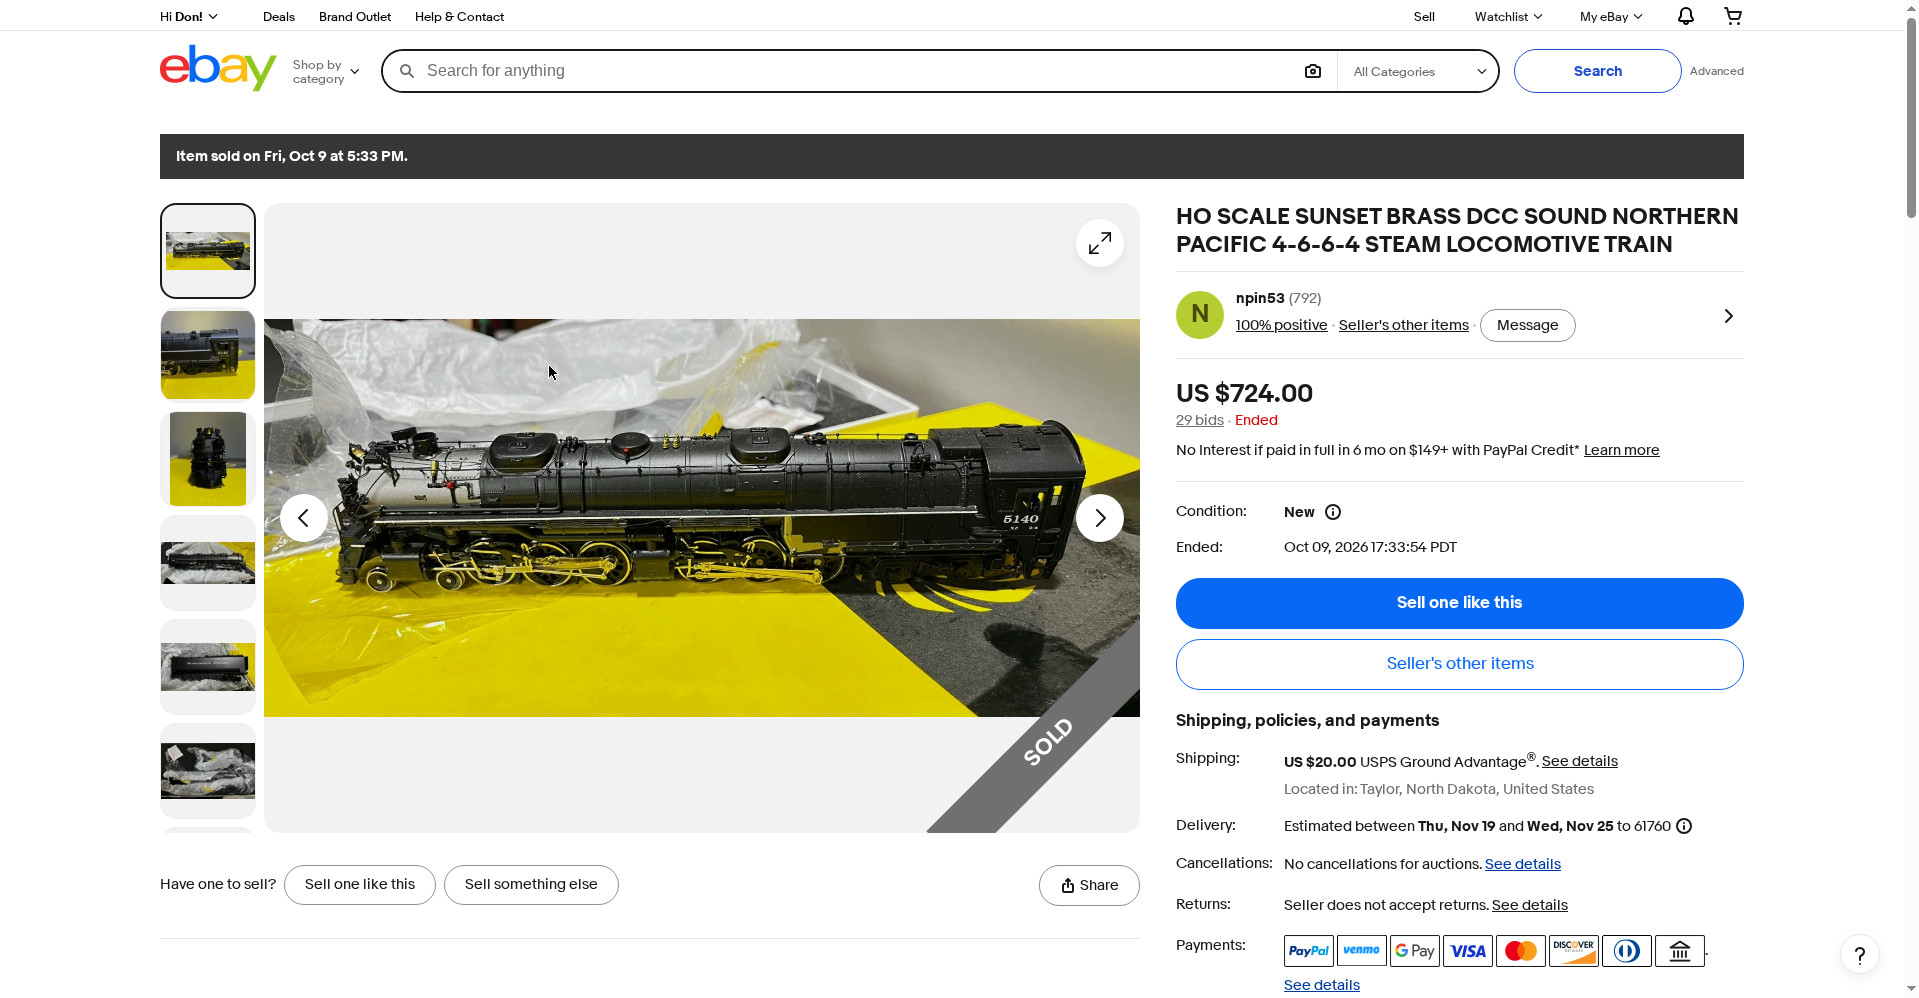 Hi Don!
Deals
Brand Outlet
Help & Contact
Sell
Watchlist
My eBay
ebay
Shop by
category
Search for anything
All Categories
Search
Advanced
Item sold on Fri, Oct 9 at 5:33 PM.
5140
SOLD
Have one to sell?
Sell one like this
Sell something else
Share
HO SCALE SUNSET BRASS DCC SOUND NORTHERN
PACIFIC 4-6-6-4 STEAM LOCOMOTIVE TRAIN
N
npin53 (792)
100% positive · Seller's other items · Message
US $724.00
29 bids · Ended
No Interest if paid in full in 6 mo on $149+ with PayPal Credit* Learn more
Condition: New
Ended: Oct 09, 2026 17:33:54 PDT
Sell one like this
Seller's other items
Shipping, policies, and payments
Shipping: US $20.00 USPS Ground Advantage®. See details
Located in: Taylor, North Dakota, United States
Delivery: Estimated between Thu, Nov 19 and Wed, Nov 25 to 61760
Cancellations: No cancellations for auctions. See details
Returns: Seller does not accept returns. See details
Payments: PayPal venmo G Pay VISA DISCOVER .
See details
?